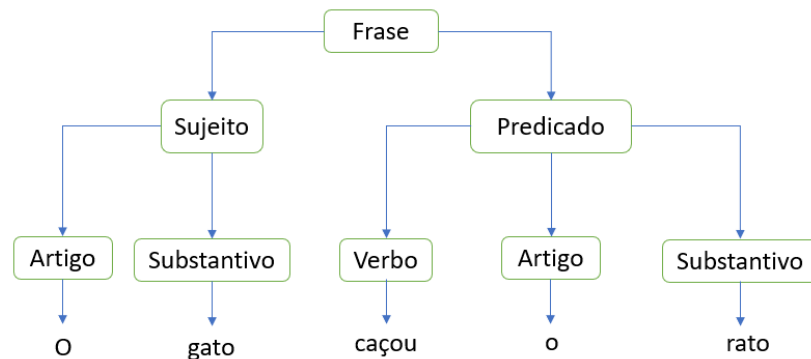 Frase
Sujeito Predicado
Artigo Substantivo Verbo Artigo Substantivo
O gato caçou o rato